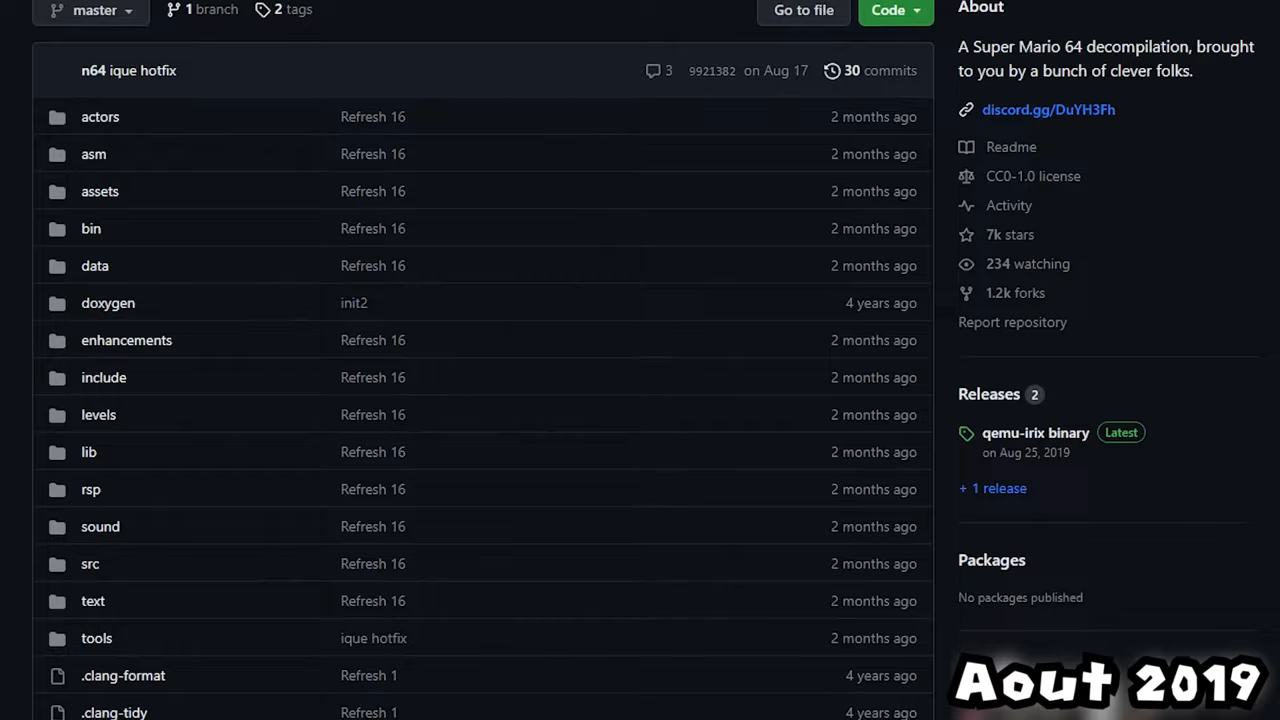 master 1 branch 2 tags Go to file Code
n64 ique hotfix 3 9921382 on Aug 17 30 commits
actors Refresh 16 2 months ago
asm Refresh 16 2 months ago
assets Refresh 16 2 months ago
bin Refresh 16 2 months ago
data Refresh 16 2 months ago
doxygen init2 4 years ago
enhancements Refresh 16 2 months ago
include Refresh 16 2 months ago
levels Refresh 16 2 months ago
lib Refresh 16 2 months ago
rsp Refresh 16 2 months ago
sound Refresh 16 2 months ago
src Refresh 16 2 months ago
text Refresh 16 2 months ago
tools ique hotfix 2 months ago
.clang-format Refresh 1 4 years ago
.clang-tidy Refresh 1 4 years ago
About
A Super Mario 64 decompilation, brought
to you by a bunch of clever folks.
discord.gg/DuYH3Fh
Readme
CC0-1.0 license
Activity
7k stars
234 watching
1.2k forks
Report repository
Releases 2
qemu-irix binary Latest
on Aug 25, 2019
+ 1 release
Packages
No packages published
Aout 2019